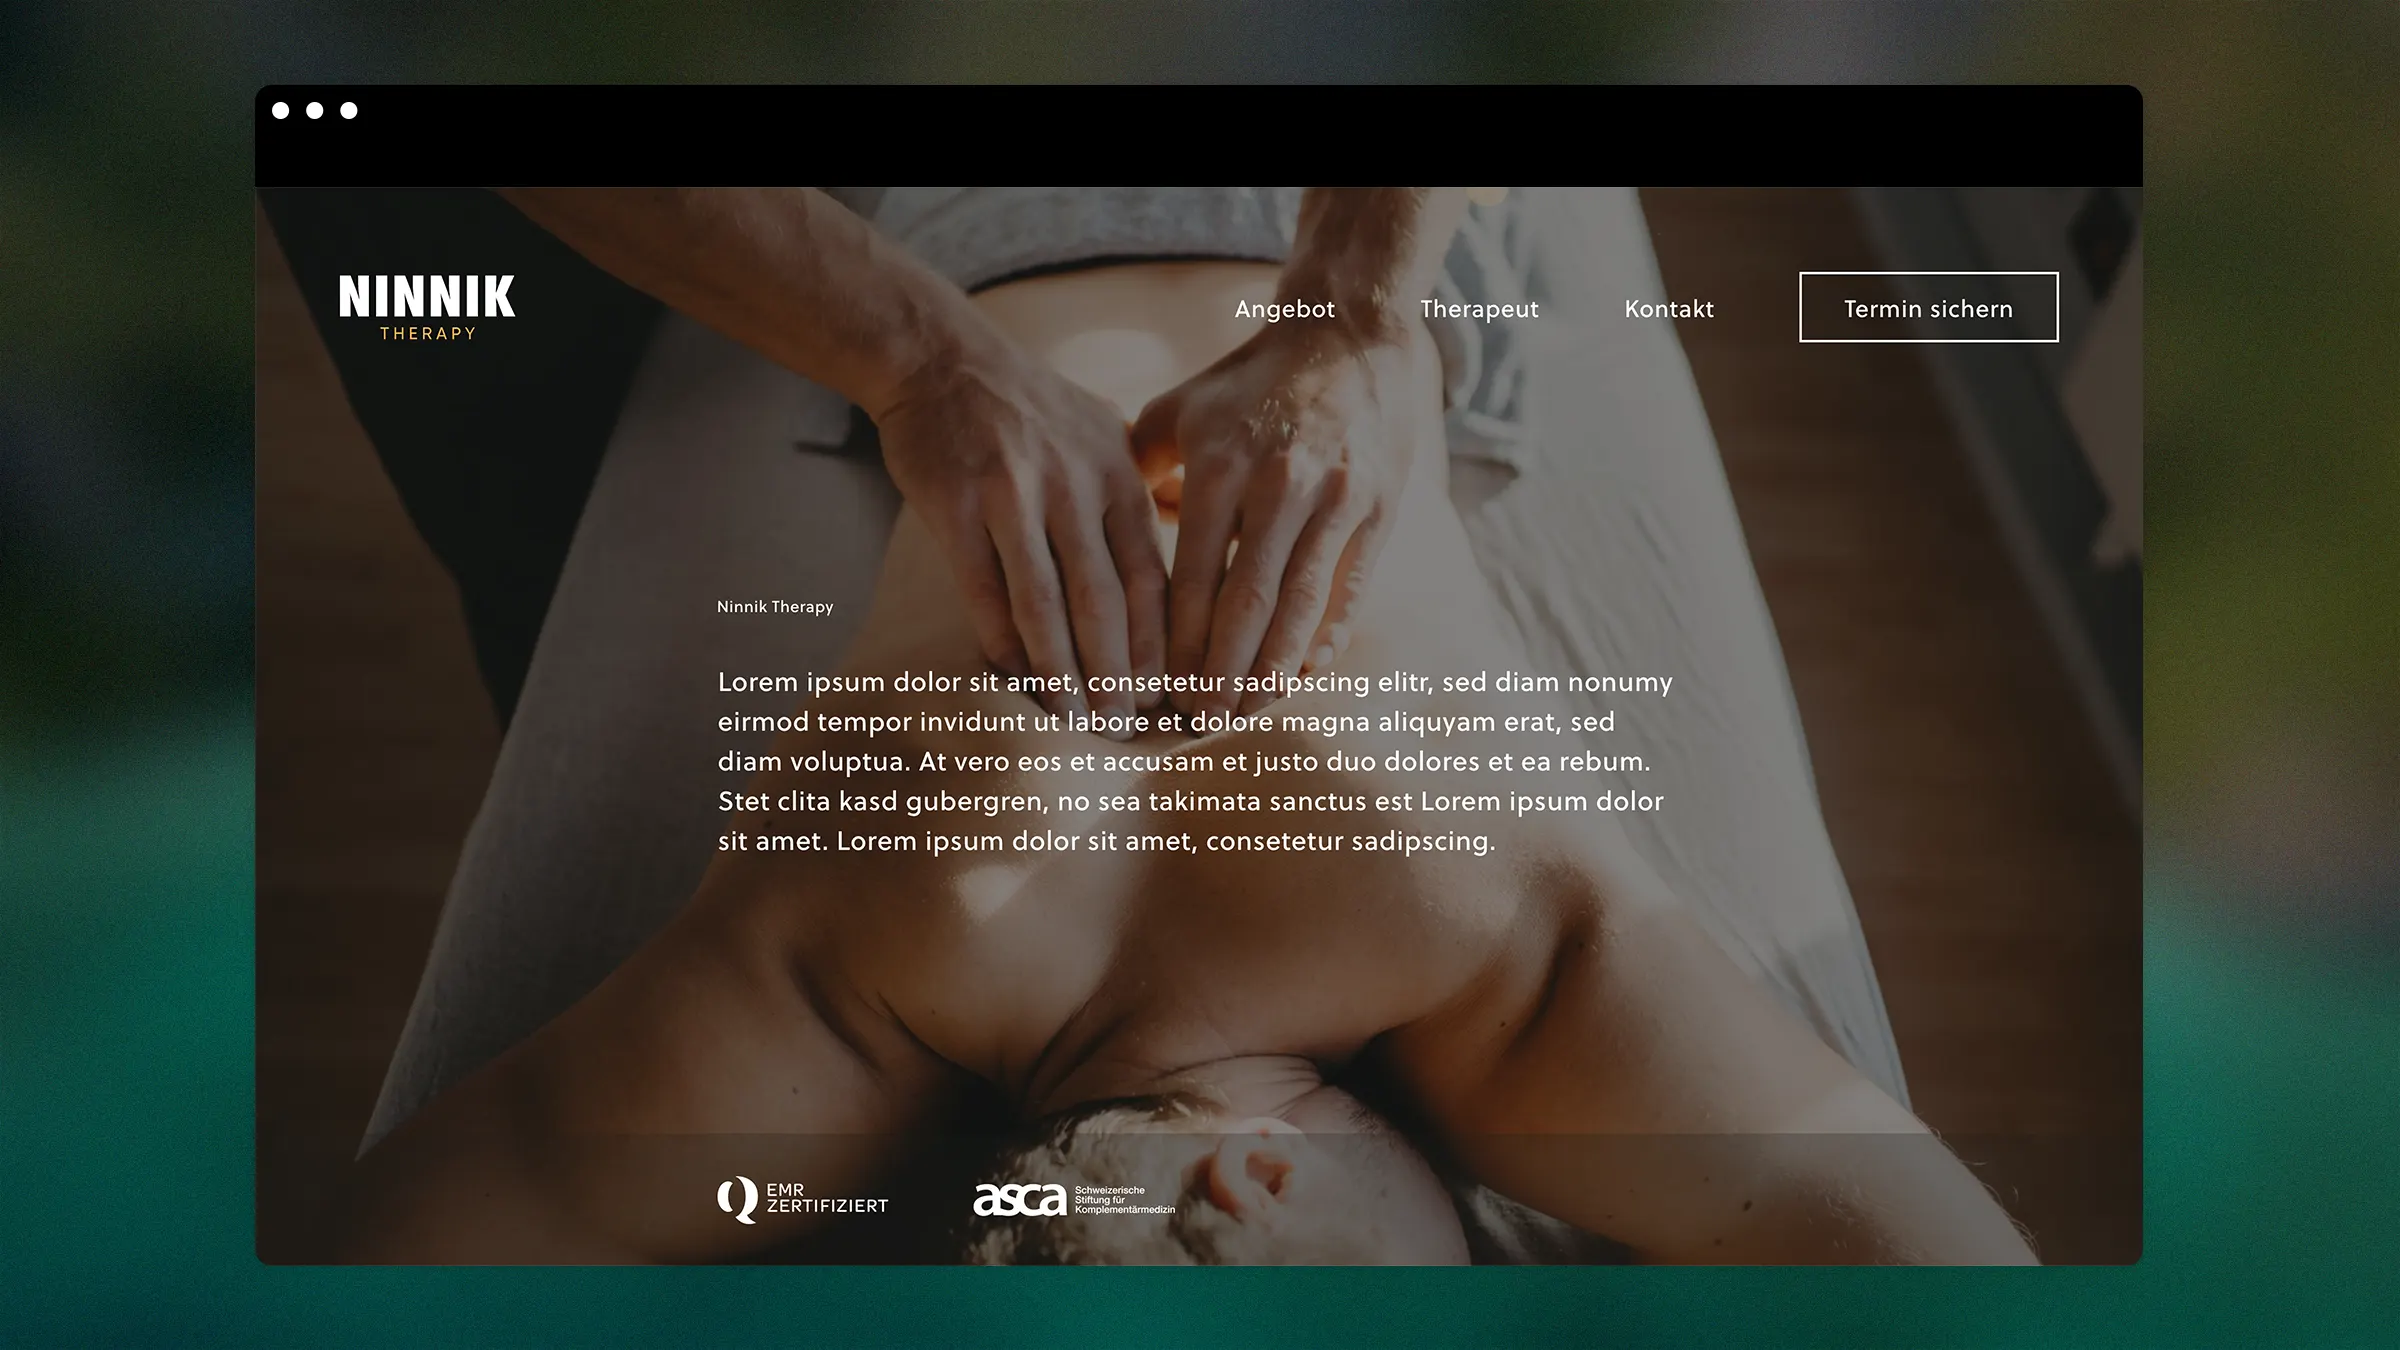 NINNIK
THERAPY
Angebot
Therapeut
Kontakt
Termin sichern
Ninnik Therapy
Lorem ipsum dolor sit amet, consetetur sadipscing elitr, sed diam nonumy
eirmod tempor invidunt ut labore et dolore magna aliquyam erat, sed
diam voluptua. At vero eos et accusam et justo duo dolores et ea rebum.
Stet clita kasd gubergren, no sea takimata sanctus est Lorem ipsum dolor
sit amet. Lorem ipsum dolor sit amet, consetetur sadipscing.
EMR
ZERTIFIZIERT
asca
Schweizerische
Stiftung für
Komplementärmedizin